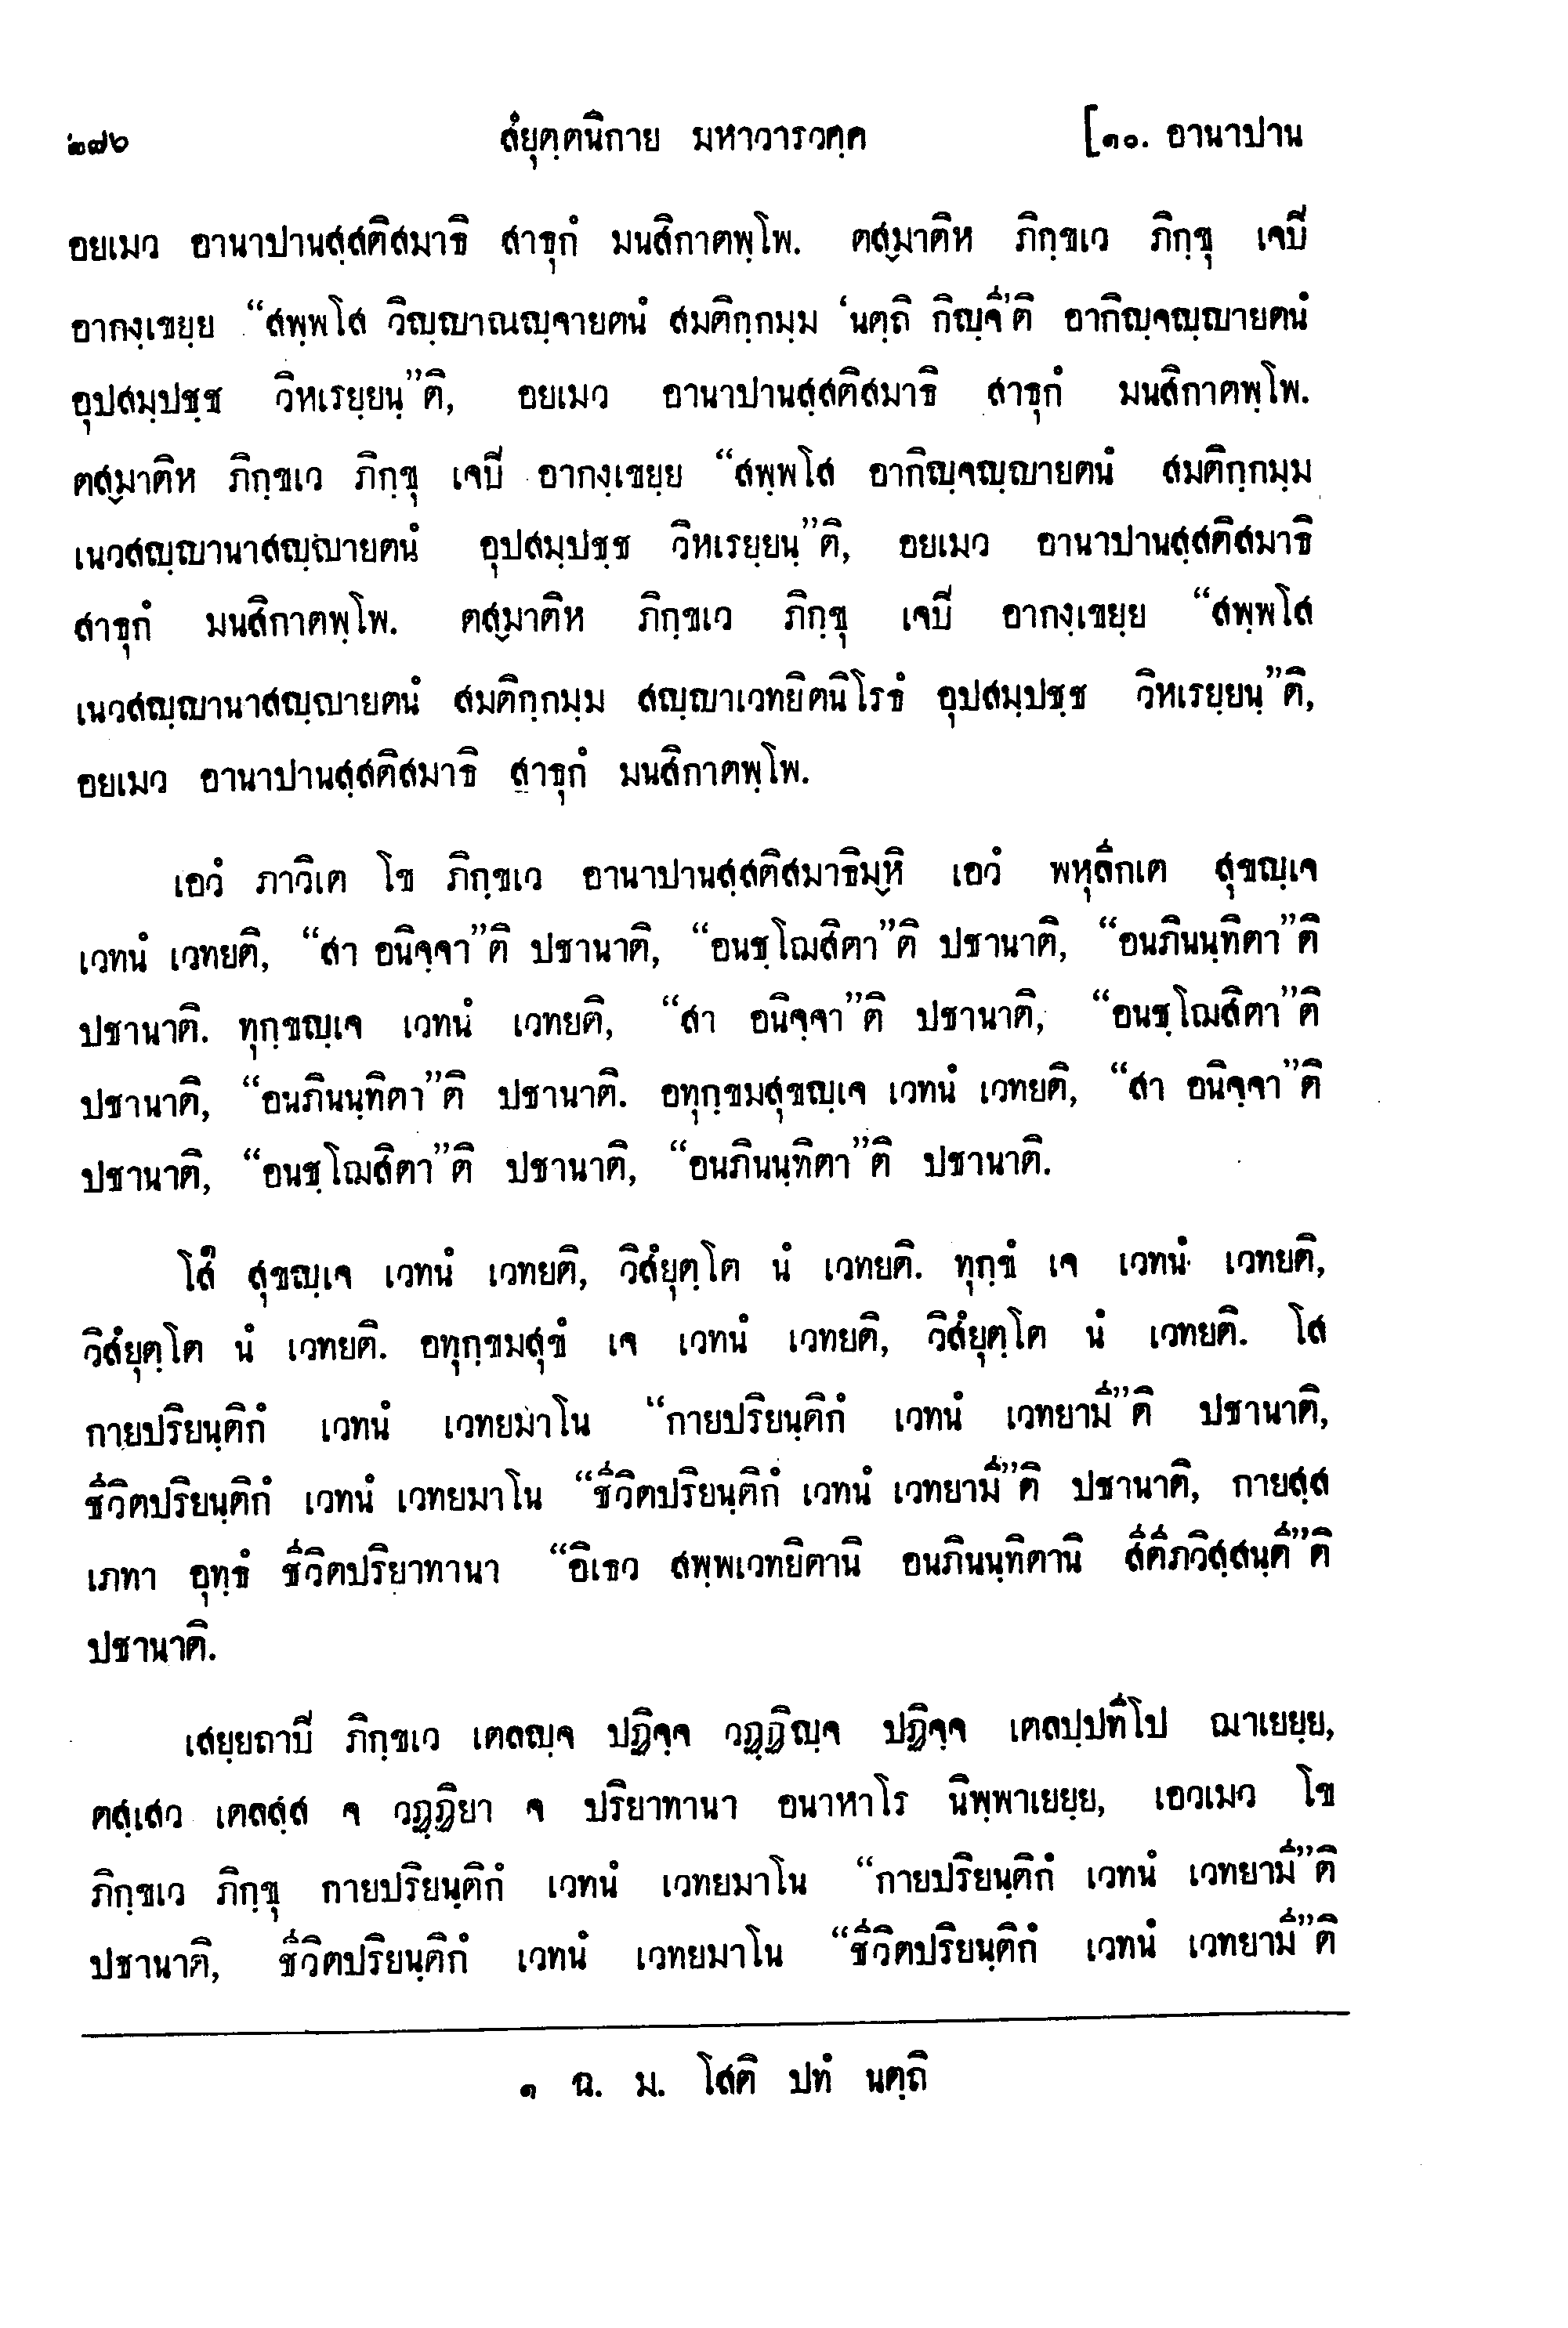 ๒๘๖ สํยุตฺตนิกาย มหาวารวคฺค [๑๐. อานาปาน
อยเมว อานาปานสฺสติสมาธิ สาธุกํ มนสิกาตพฺโพ. ตสฺมาติห ภิกฺขเว ภิกฺขุ เจปี
อากงฺเขยฺย “สพฺพโส วิญฺญาณญฺจายตนํ สมติกฺกมฺม ‘นตฺถิ กิญฺจี’ติ อากิญฺจญฺญายตนํ
อุปสมฺปชฺช วิหเรยฺยนฺ”ติ, อยเมว อานาปานสฺสติสมาธิ สาธุกํ มนสิกาตพฺโพ.
ตสฺมาติห ภิกฺขเว ภิกฺขุ เจปี อากงฺเขยฺย “สพฺพโส อากิญฺจญฺญายตนํ สมติกฺกมฺม
เนวสญฺญานาสญฺญายตนํ อุปสมฺปชฺช วิหเรยฺยนฺ”ติ, อยเมว อานาปานสฺสติสมาธิ
สาธุกํ มนสิกาตพฺโพ. ตสฺมาติห ภิกฺขเว ภิกฺขุ เจปี อากงฺเขยฺย “สพฺพโส
เนวสญฺญานาสญฺญายตนํ สมติกฺกมฺม สญฺญาเวทยิตนิโรธํ อุปสมฺปชฺช วิหเรยฺยนฺ”ติ,
อยเมว อานาปานสฺสติสมาธิ สาธุกํ มนสิกาตพฺโพ.
เอวํ ภาวิเต โข ภิกฺขเว อานาปานสฺสติสมาธิมฺหิ เอวํ พหุลีกเต สุขญฺเจ
เวทนํ เวทยติ, “สา อนิจฺจา”ติ ปชานาติ, “อนชฺโฌสิตา”ติ ปชานาติ, “อนภินนฺทิตา”ติ
ปชานาติ. ทุกฺขญฺเจ เวทนํ เวทยติ, “สา อนิจฺจา”ติ ปชานาติ, “อนชฺโฌสิตา”ติ
ปชานาติ, “อนภินนฺทิตา”ติ ปชานาติ. อทุกฺขมสุขญฺเจ เวทนํ เวทยติ, “สา อนิจฺจา”ติ
ปชานาติ, “อนชฺโฌสิตา”ติ ปชานาติ, “อนภินนฺทิตา”ติ ปชานาติ.
โส๑ สุขญฺเจ เวทนํ เวทยติ, วิสํยุตฺโต นํ เวทยติ. ทุกฺขํ เจ เวทนํ เวทยติ,
วิสํยุตฺโต นํ เวทยติ. อทุกฺขมสุขํ เจ เวทนํ เวทยติ, วิสํยุตฺโต นํ เวทยติ. โส
กายปริยนฺติกํ เวทนํ เวทยมาโน “กายปริยนฺติกํ เวทนํ เวทยามี”ติ ปชานาติ,
ชีวิตปริยนฺติกํ เวทนํ เวทยมาโน “ชีวิตปริยนฺติกํ เวทนํ เวทยามี”ติ ปชานาติ, กายสฺส
เภทา อุทฺธํ ชีวิตปริยาทานา “อิเธว สพฺพเวทยิตานิ อนภินนฺทิตานิ สีตีภวิสฺสนฺตี”ติ
ปชานาติ.
เสยฺยถาปี ภิกฺขเว เตลญฺจ ปฏิจฺจ วฏฺฏิญฺจ ปฏิจฺจ เตลปฺปทีโป ฌาเยยฺย,
ตสฺเสว เตลสฺส จ วฏฺฏิยา จ ปริยาทานา อนาหาโร นิพฺพาเยยฺย, เอวเมว โข
ภิกฺขเว ภิกฺขุ กายปริยนฺติกํ เวทนํ เวทยมาโน “กายปริยนฺติกํ เวทนํ เวทยามี”ติ
ปชานาติ, ชีวิตปริยนฺติกํ เวทนํ เวทยมาโน “ชีวิตปริยนฺติกํ เวทนํ เวทยามี”ติ
๑ ฉ. ม. โสติ ปทํ นตฺถิ